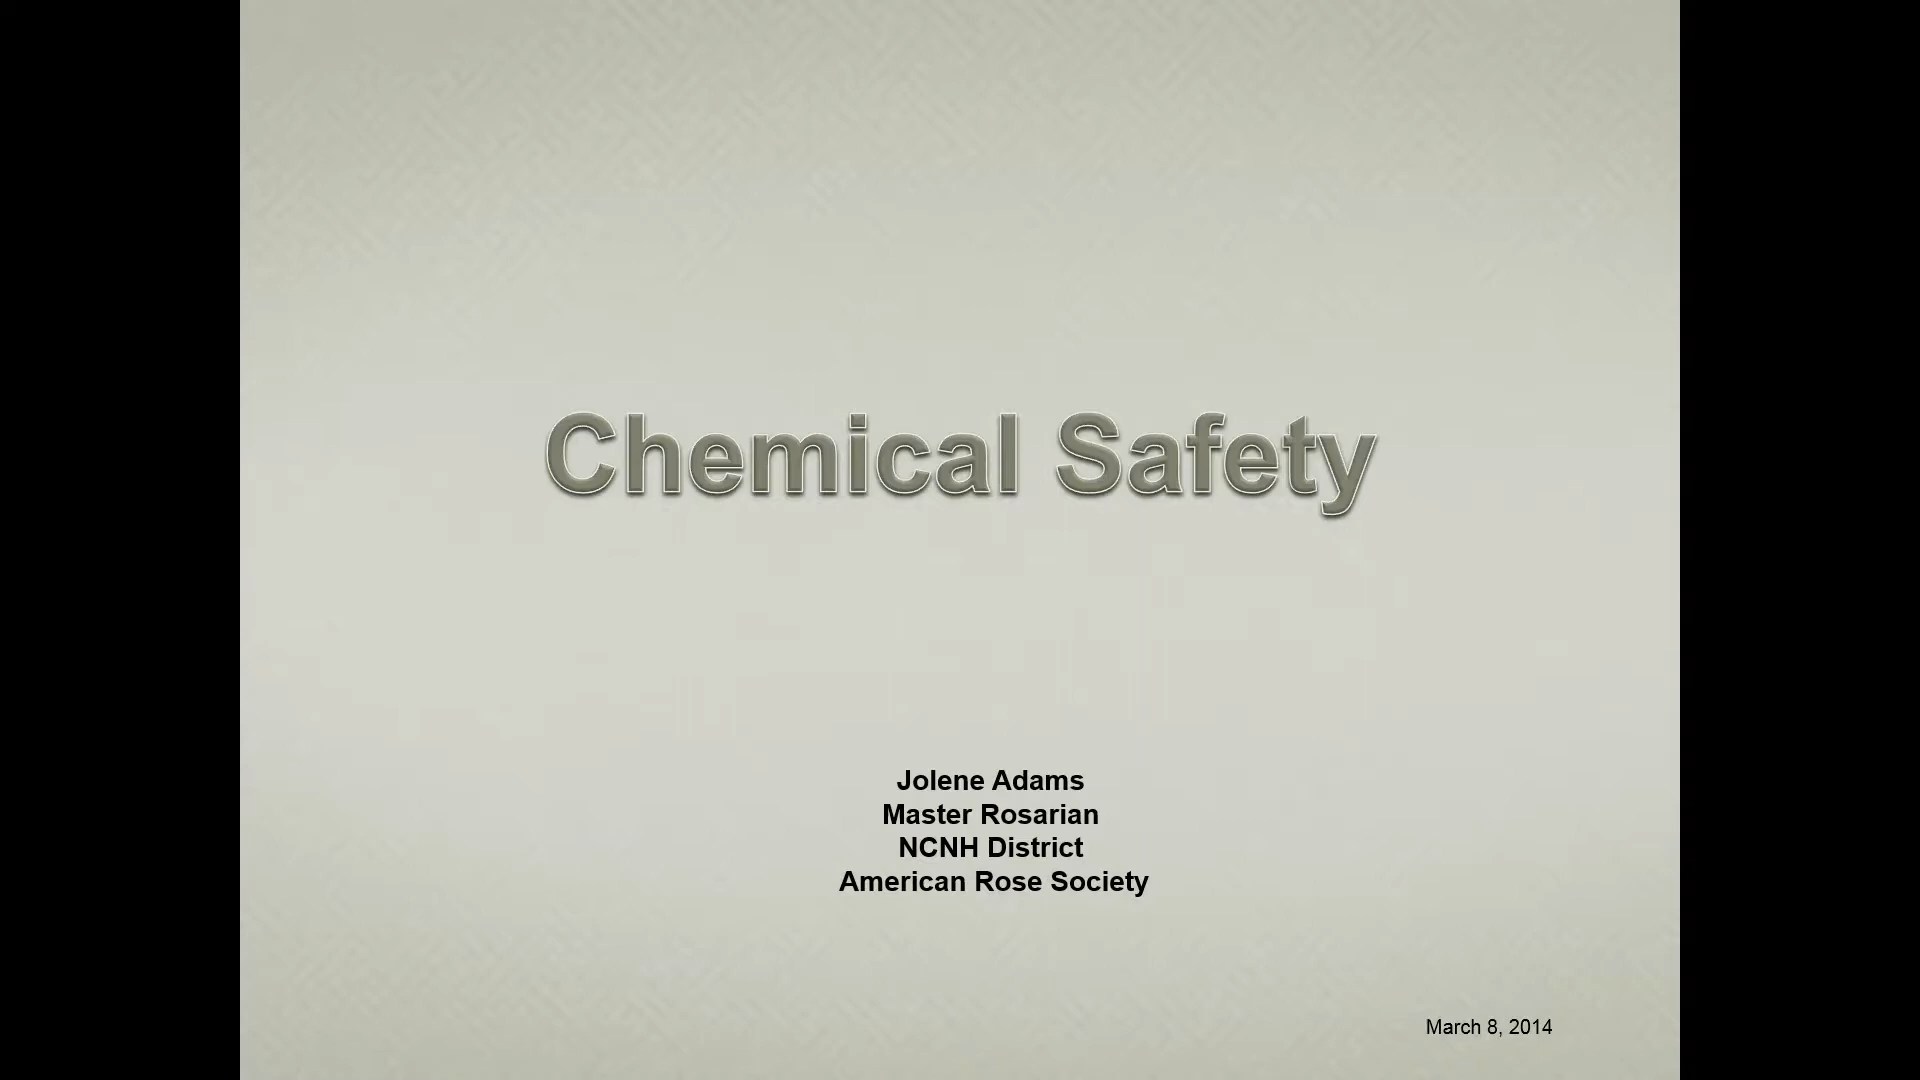 Chemical Safety
Jolene Adams
Master Rosarian
NCNH District
American Rose Society
March 8, 2014